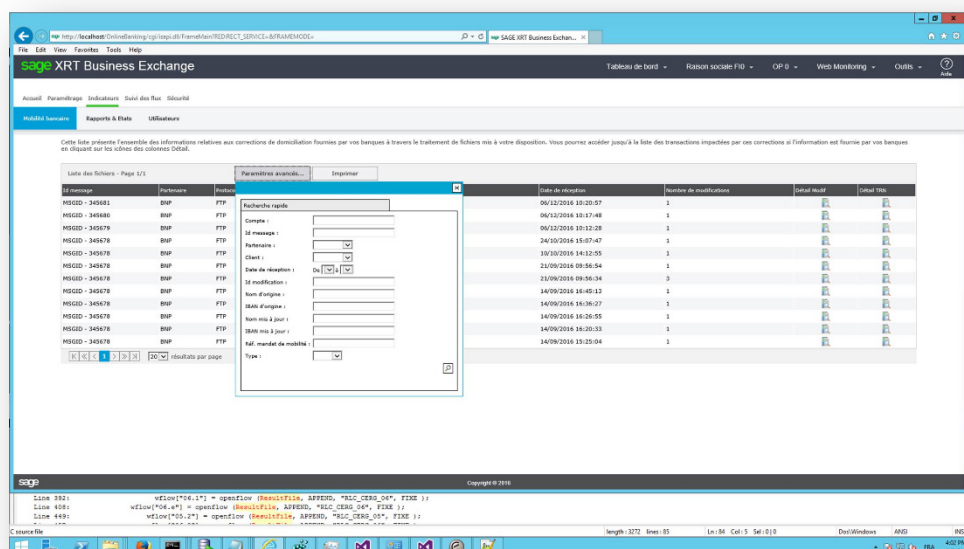 http://localhost/OnlineBanking/cgi/isepi.dll/FrameMain?REDIRECT_SERVICE=&FRAMEMODE=
SAGE XRT Business Exchan...
File Edit View Favorites Tools Help
sage XRT Business Exchange
Tableau de bord
Raison sociale FI0
OP 0
Web Monitoring
Outils
Aide
Accueil Paramétrage Indicateurs Suivi des flux Sécurité
Mobilité bancaire Rapports & Etats Utilisateurs
Cette liste présente l'ensemble des informations relatives aux corrections de domiciliation fournies par vos banques à travers le traitement de fichiers mis à votre disposition. Vous pourrez accéder jusqu'à la liste des transactions impactées par ces corrections si l'information est fournie par vos banques
en cliquant sur les icônes des colonnes Détail.
Liste des fichiers - Page 1/1
Paramètres avancés...
Imprimer
Id message Partenaire Protoco Date de réception Nombre de modifications Détail Modif Détail TRN
MSGID - 345681 BNP FTP 06/12/2016 10:20:57 1
MSGID - 345680 BNP FTP 06/12/2016 10:17:48 1
MSGID - 345679 BNP FTP 06/12/2016 10:12:28 1
MSGID - 345678 BNP FTP 24/10/2016 15:07:47 1
MSGID - 345678 BNP FTP 10/10/2016 14:12:55 1
MSGID - 345678 BNP FTP 21/09/2016 09:56:54 1
MSGID - 345678 BNP FTP 21/09/2016 09:56:34 3
MSGID - 345678 BNP FTP 14/09/2016 16:45:13 1
MSGID - 345678 BNP FTP 14/09/2016 16:36:27 1
MSGID - 345678 BNP FTP 14/09/2016 16:26:55 1
MSGID - 345678 BNP FTP 14/09/2016 16:20:33 1
MSGID - 345678 BNP FTP 14/09/2016 15:25:04 1
1 20 résultats par page
Recherche rapide
Compte :
Id message :
Partenaire :
Client :
Date de réception : De à
Id modification :
Nom d'origine :
IBAN d'origine :
Nom mis à jour :
IBAN mis à jour :
Réf. mandat de mobilité :
Type :
sage
Copyright © 2016
Line 382: wflow["06.1"] = openflow (ResultFile, APPEND, "RLC_CERG_06", FIXE );
Line 408: wflow["06.e"] = openflow (ResultFile, APPEND, "RLC_CERG_06", FIXE );
Line 449: wflow["05.2"] = openflow (ResultFile, APPEND, "RLC_CERG_05", FIXE );
C source file
length : 3272 lines : 85
Ln : 84 Col : 5 Sel : 0 | 0
Dos\Windows
ANSI
INS
FRA
4:02 PM